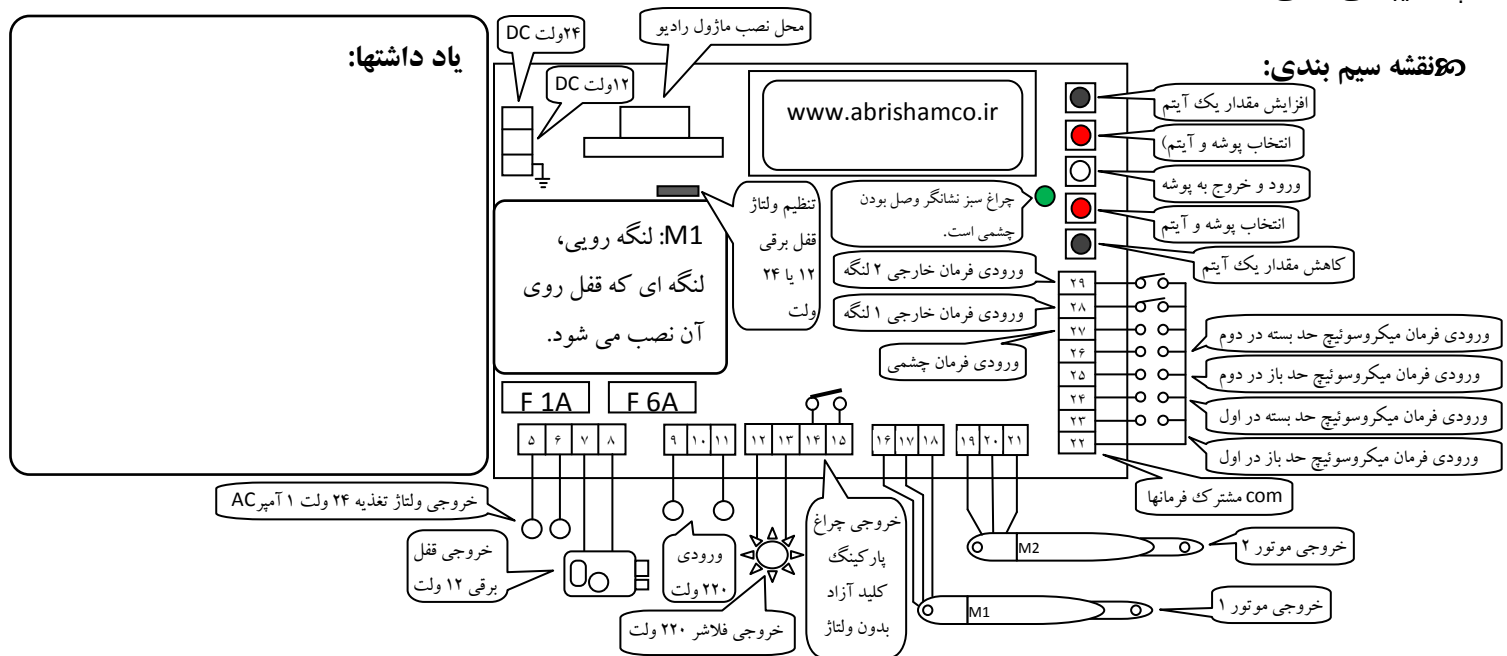 نقشه سیم بندی:
یاد داشتها:
۲۴ولت DC
۱۲ولت DC
محل نصب ماژول رادیو
www.abrishamco.ir
افزایش مقدار یک آیتم
انتخاب پوشه و آیتم)
ورود و خروج به پوشه
انتخاب پوشه و آیتم
کاهش مقدار یک آیتم
چراغ سبز نشانگر وصل بودن
چشمی است.
تنظیم ولتاژ
قفل برقی
۱۲ یا ۲۴
ولت
M1: لنگه رویی،
لنگه ای که قفل روی
آن نصب می شود.
ورودی فرمان خارجی ۲ لنگه
ورودی فرمان خارجی ۱ لنگه
ورودی فرمان چشمی
۲۹
۲۸
۲۷
۲۶
۲۵
۲۴
۲۳
۲۲
ورودی فرمان میکروسوئیچ حد بسته در دوم
ورودی فرمان میکروسوئیچ حد باز در دوم
ورودی فرمان میکروسوئیچ حد بسته در اول
ورودی فرمان میکروسوئیچ حد باز در اول
com مشترک فرمانها
F 1A
F 6A
۵ ۶ ۷ ۸
۹ ۱۰ ۱۱
۱۲ ۱۳ ۱۴ ۱۵
۱۶ ۱۷ ۱۸
۱۹ ۲۰ ۲۱
خروجی ولتاژ تغذیه ۲۴ ولت ۱ آمپرAC
خروجی قفل
برقی ۱۲ ولت
ورودی
۲۲۰ ولت
خروجی فلاشر ۲۲۰ ولت
خروجی چراغ
پارکینگ
کلید آزاد
بدون ولتاژ
M2
خروجی موتور ۲
M1
خروجی موتور ۱